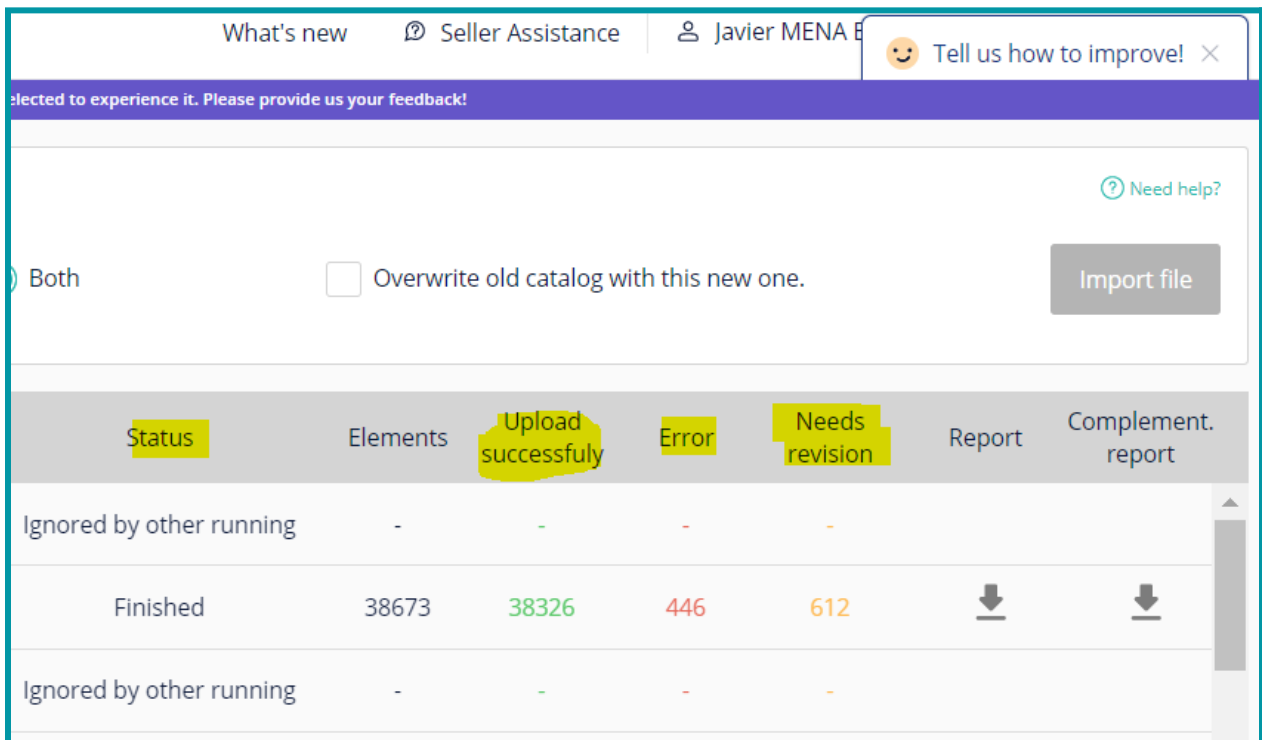 What's new Seller Assistance Javier MENA Tell us how to improve!
elected to experience it. Please provide us your feedback!
Need help?
Both Overwrite old catalog with this new one. Import file
Status Elements Upload successfuly Error Needs revision Report Complement. report
Ignored by other running - - - -
Finished 38673 38326 446 612
Ignored by other running - - - -